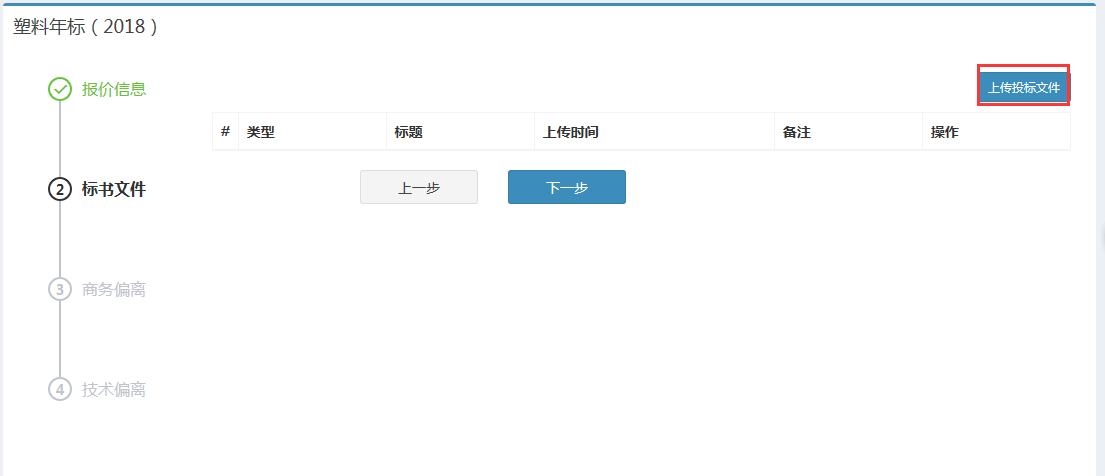 塑料年标（2018）
报价信息
上传投标文件
# 类型 标题 上传时间 备注 操作
2 标书文件
上一步 下一步
3 商务偏离
4 技术偏离